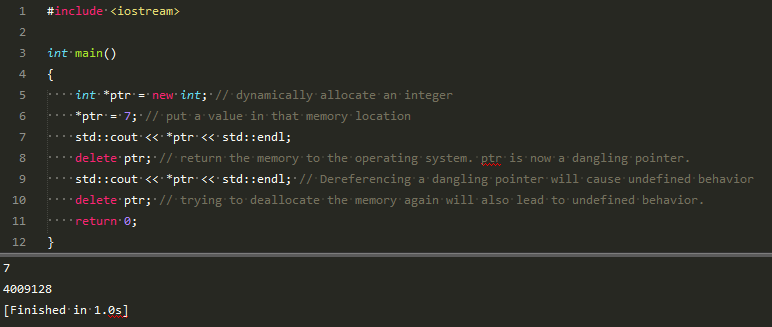 1 #include <iostream>
2
3 int main()
4 {
5 int *ptr = new int; // dynamically allocate an integer
6 *ptr = 7; // put a value in that memory location
7 std::cout << *ptr << std::endl;
8 delete ptr; // return the memory to the operating system. ptr is now a dangling pointer.
9 std::cout << *ptr << std::endl; // Dereferencing a dangling pointer will cause undefined behavior
10 delete ptr; // trying to deallocate the memory again will also lead to undefined behavior.
11 return 0;
12 }
7
4009128
[Finished in 1.0s]